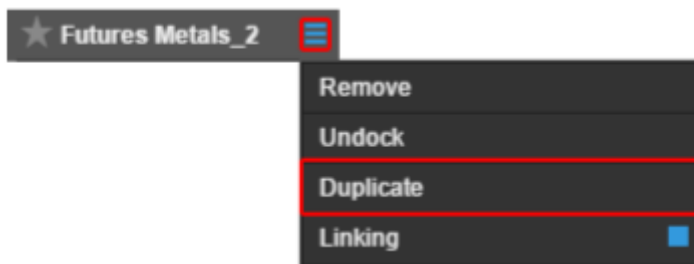 Futures Metals_2
Remove
Undock
Duplicate
Linking